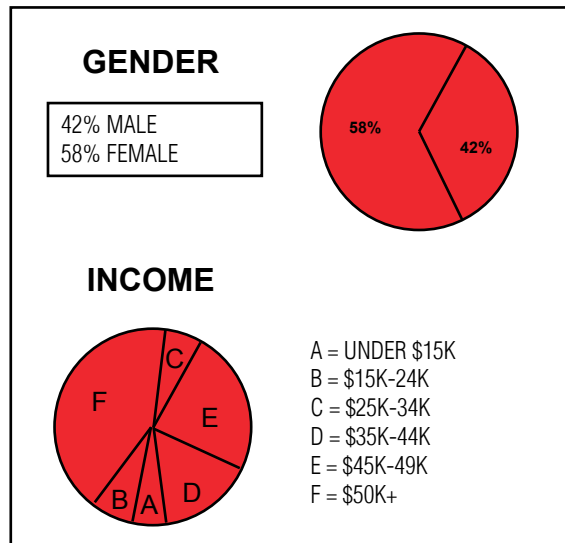 GENDER
42% MALE
58% FEMALE
58%
42%
INCOME
C
F
E
B
A
D
A = UNDER $15K
B = $15K-24K
C = $25K-34K
D = $35K-44K
E = $45K-49K
F = $50K+